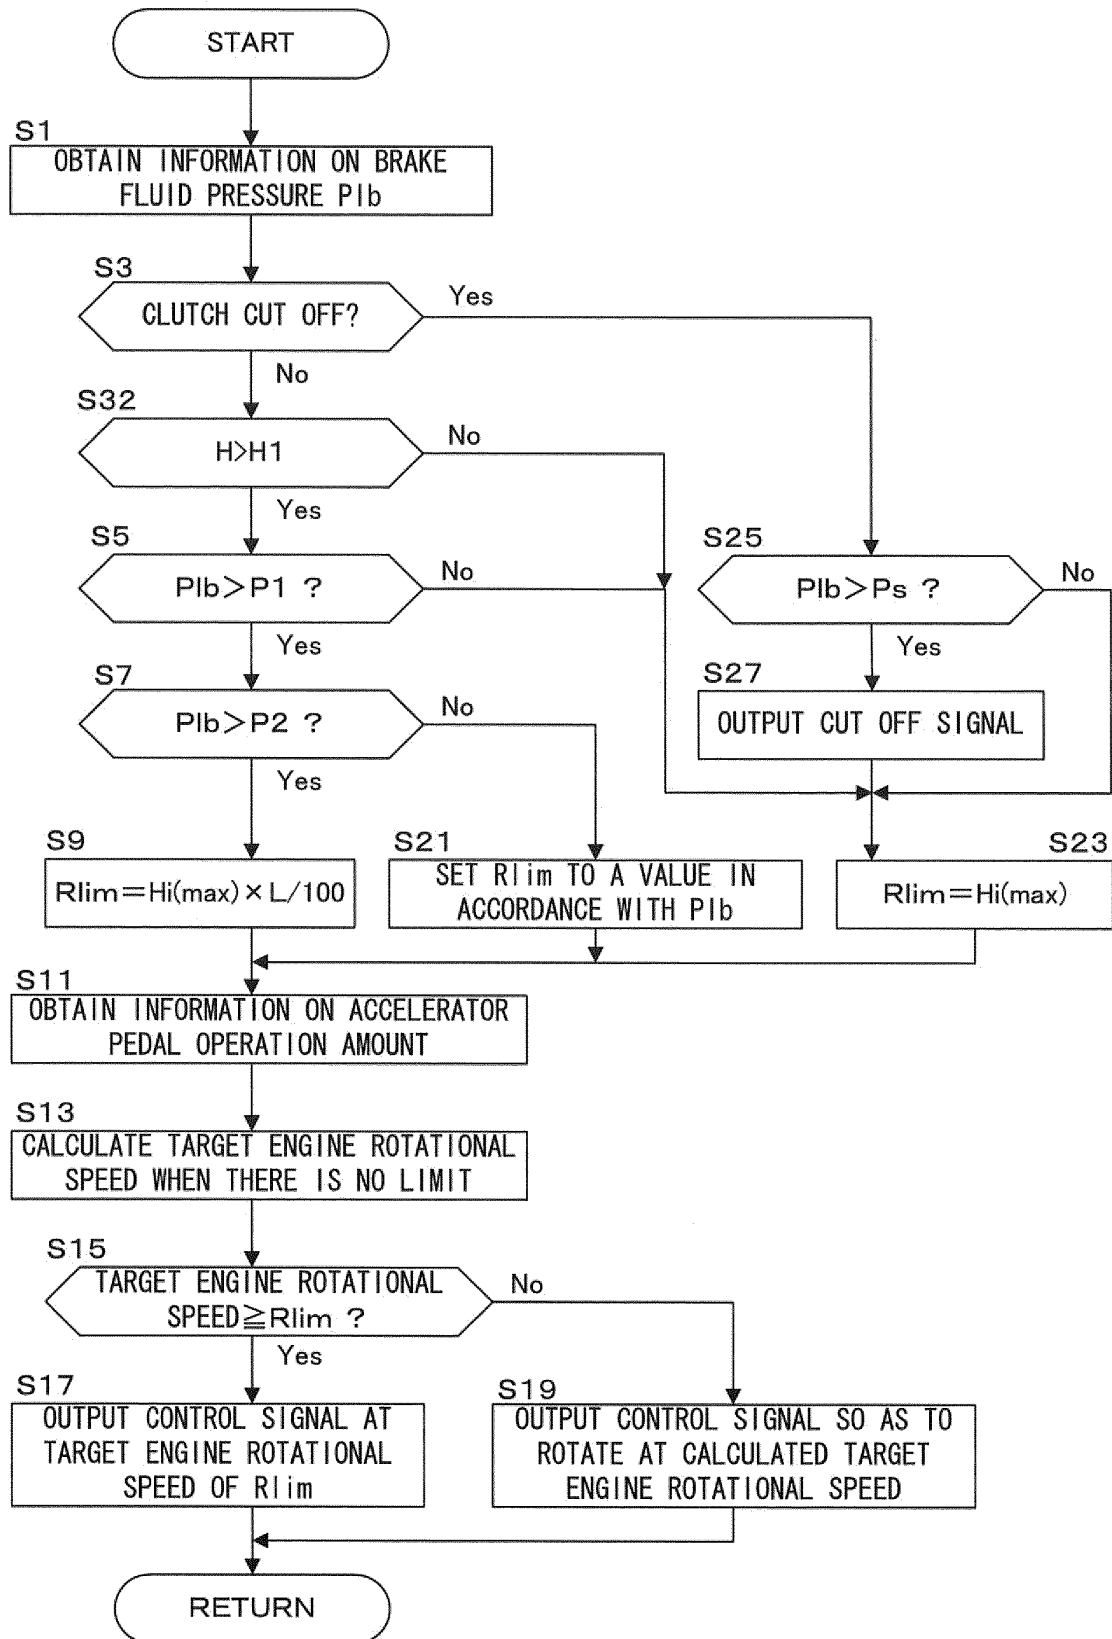 START
S1
OBTAIN INFORMATION ON BRAKE
FLUID PRESSURE Plb
S3
CLUTCH CUT OFF?
Yes
No
S32
H>H1
No
Yes
S5
Plb>P1 ?
No
Yes
S25
Plb>Ps ?
No
Yes
S7
Plb>P2 ?
No
Yes
S27
OUTPUT CUT OFF SIGNAL
S9
Rlim=Hi(max)×L/100
S21
SET Rlim TO A VALUE IN
ACCORDANCE WITH Plb
S23
Rlim=Hi(max)
S11
OBTAIN INFORMATION ON ACCELERATOR
PEDAL OPERATION AMOUNT
S13
CALCULATE TARGET ENGINE ROTATIONAL
SPEED WHEN THERE IS NO LIMIT
S15
TARGET ENGINE ROTATIONAL
SPEED≧Rlim ?
No
Yes
S17
OUTPUT CONTROL SIGNAL AT
TARGET ENGINE ROTATIONAL
SPEED OF Rlim
S19
OUTPUT CONTROL SIGNAL SO AS TO
ROTATE AT CALCULATED TARGET
ENGINE ROTATIONAL SPEED
RETURN